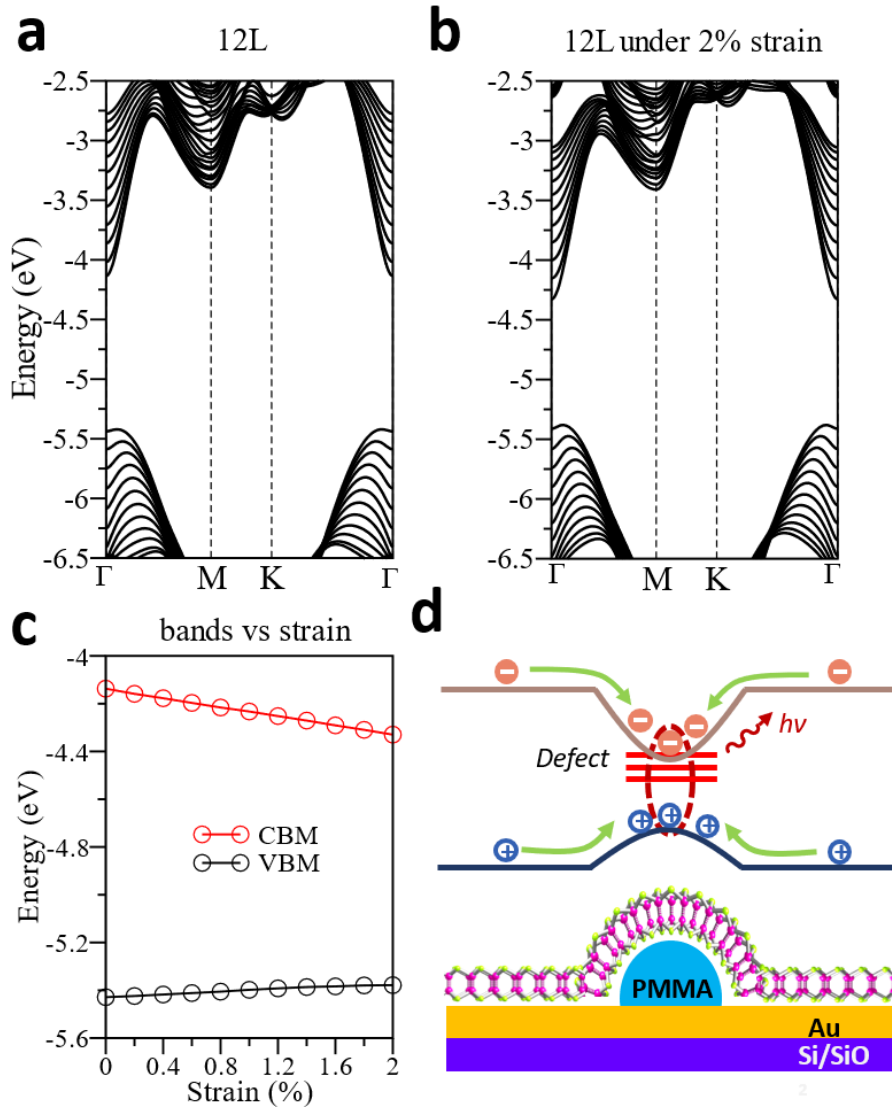 a
12L
b
12L under 2% strain
-2.5
-3
-3.5
-4
-4.5
-5
-5.5
-6
-6.5
Energy (eV)
Γ
M
K
Γ
-2.5
-3
-3.5
-4
-4.5
-5
-5.5
-6
-6.5
Γ
M
K
Γ
c
bands vs strain
-4
-4.4
-4.8
-5.2
-5.6
Energy (eV)
CBM
VBM
0
0.4
0.8
1.2
1.6
2
Strain (%)
d
hν
Defect
PMMA
Au
Si/SiO
2